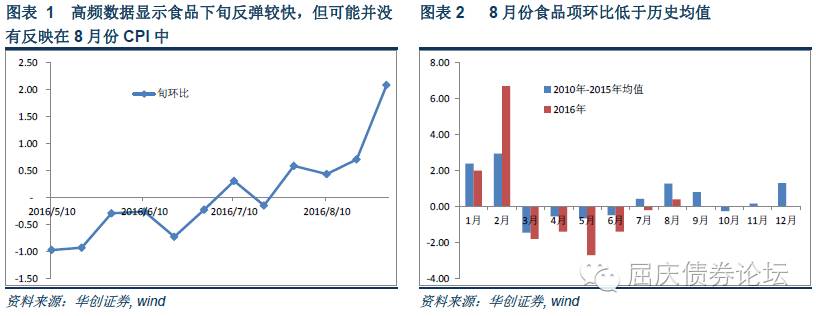 图表 1 高频数据显示食品下旬反弹较快，但可能并没
有反映在 8 月份 CPI 中
2.50
2.00
1.50
1.00
0.50
-
-0.50
-1.00
-1.50
旬环比
2016/5/10 2016/6/10 2016/7/10 2016/8/10
资料来源：华创证券, wind
图表 2 8 月份食品项环比低于历史均值
8.00
6.00
4.00
2.00
0.00
-2.00
-4.00
2010年-2015年均值
2016年
1月 2月 3月 4月 5月 6月 7月 8月 9月 10月 11月 12月
资料来源：华创证券, wind
屈庆债券论坛